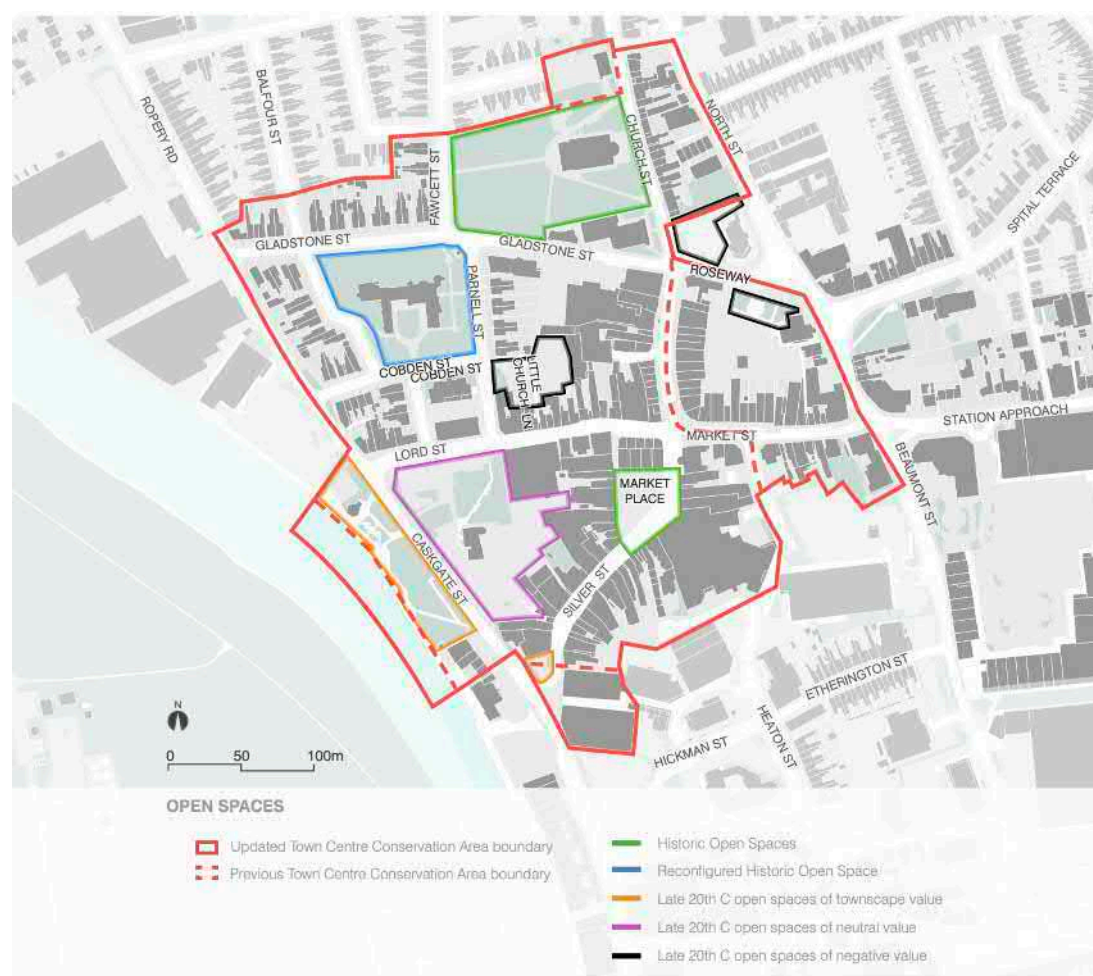 ROPERY RD
BALFOUR ST
FAWCETT ST
CHURCH ST
NORTH ST
SPITAL TERRACE
GLADSTONE ST
GLADSTONE ST
ROSEWAY
PARNELL ST
COBDEN ST
COBDEN ST
LITTLE
CHURCH LN
LORD ST
MARKET ST
STATION APPROACH
BEAUMONT ST
MARKET
PLACE
CASKGATE ST
SILVER ST
ETHERINGTON ST
HEATON ST
HICKMAN ST
N
0 50 100m
OPEN SPACES
Updated Town Centre Conservation Area boundary
Previous Town Centre Conservation Area boundary
Historic Open Spaces
Reconfigured Historic Open Space
Late 20th C open spaces of townscape value
Late 20th C open spaces of neutral value
Late 20th C open spaces of negative value